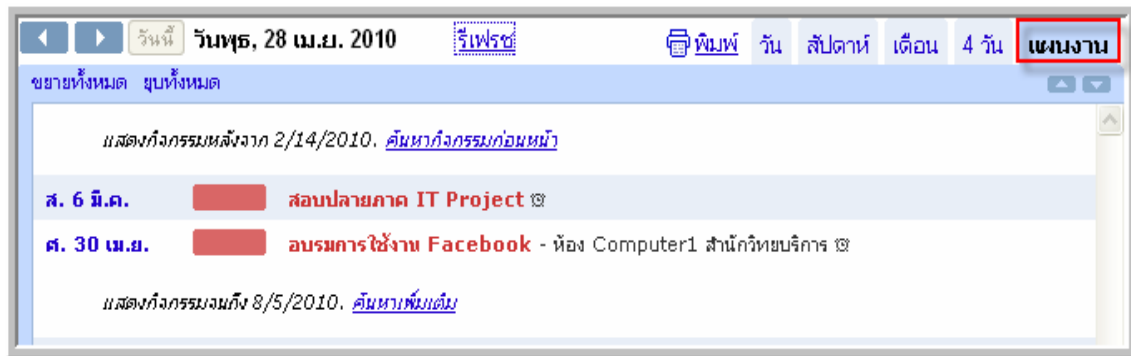 วันนี้ วันพุธ, 28 เม.ย. 2010 รีเฟรช พิมพ์ วัน สัปดาห์ เดือน 4 วัน แผนงาน
ขยายทั้งหมด ยุบทั้งหมด
แสดงกิจกรรมหลังจาก 2/14/2010. ค้นหากิจกรรมก่อนหน้า
ส. 6 มี.ค. สอบปลายภาค IT Project
ศ. 30 เม.ย. อบรมการใช้งาน Facebook - ห้อง Computer1 สำนักวิทยบริการ
แสดงกิจกรรมจนถึง 8/5/2010. ค้นหาเพิ่มเติม